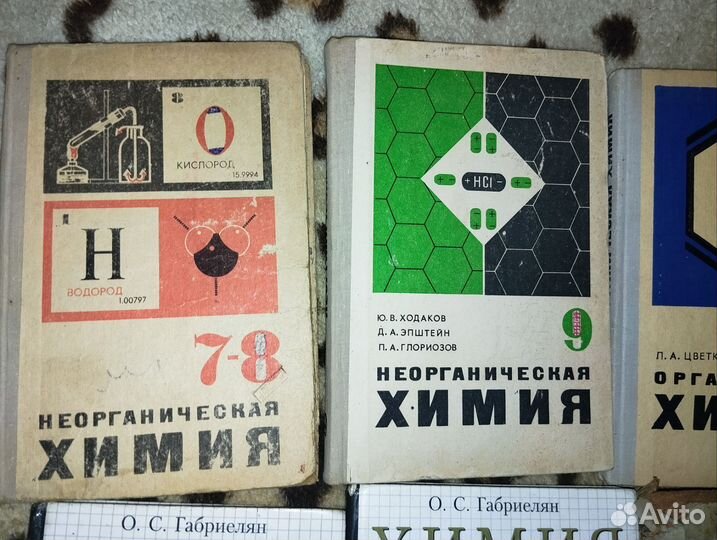 8
O
КИСЛОРОД
15.9994
1
H
ВОДОРОД
1.00797
7-8
НЕОРГАНИЧЕСКАЯ
ХИМИЯ
+ HCl -
Ю. В. ХОДАКОВ
Д. А. ЭПШТЕЙН
П. А. ГЛОРИОЗОВ
9
НЕОРГАНИЧЕСКАЯ
ХИМИЯ
Л. А. ЦВЕТК
ОРГА
ХИ
О. С. Габриелян
О. С. Габриелян
ХИМИЯ
Avito